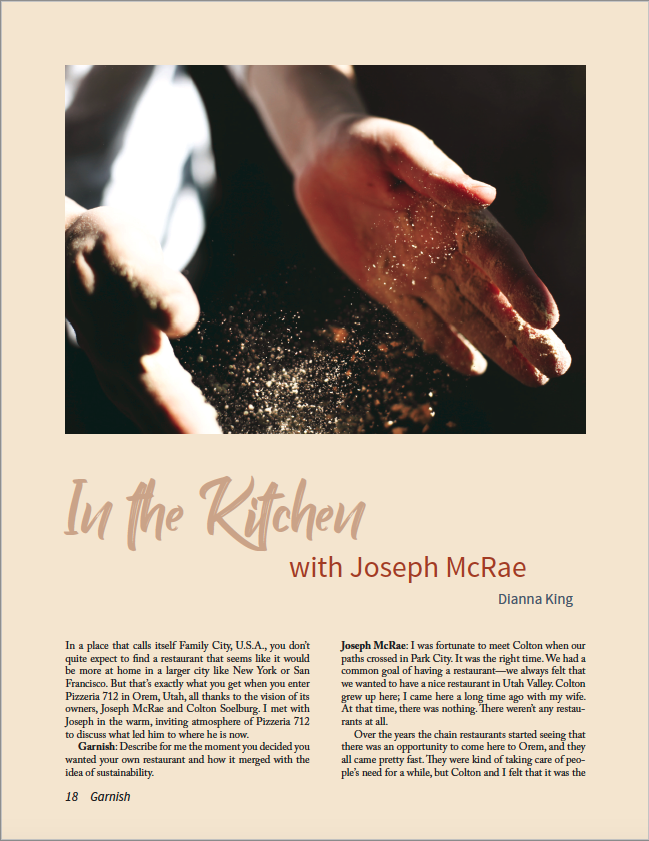 In the Kitchen
with Joseph McRae
Dianna King
In a place that calls itself Family City, U.S.A., you don't
quite expect to find a restaurant that seems like it would
be more at home in a larger city like New York or San
Francisco. But that's exactly what you get when you enter
Pizzeria 712 in Orem, Utah, all thanks to the vision of its
owners, Joseph McRae and Colton Soelburg. I met with
Joseph in the warm, inviting atmosphere of Pizzeria 712
to discuss what led him to where he is now.
Garnish: Describe for me the moment you decided you
wanted your own restaurant and how it merged with the
idea of sustainability.
Joseph McRae: I was fortunate to meet Colton when our
paths crossed in Park City. It was the right time. We had a
common goal of having a restaurant—we always felt that
we wanted to have a nice restaurant in Utah Valley. Colton
grew up here; I came here a long time ago with my wife.
At that time, there was nothing. There weren't any restau-
rants at all.
Over the years the chain restaurants started seeing that
there was an opportunity to come here to Orem, and they
all came pretty fast. They were kind of taking care of peo-
ple's need for a while, but Colton and I felt that it was the
18 Garnish